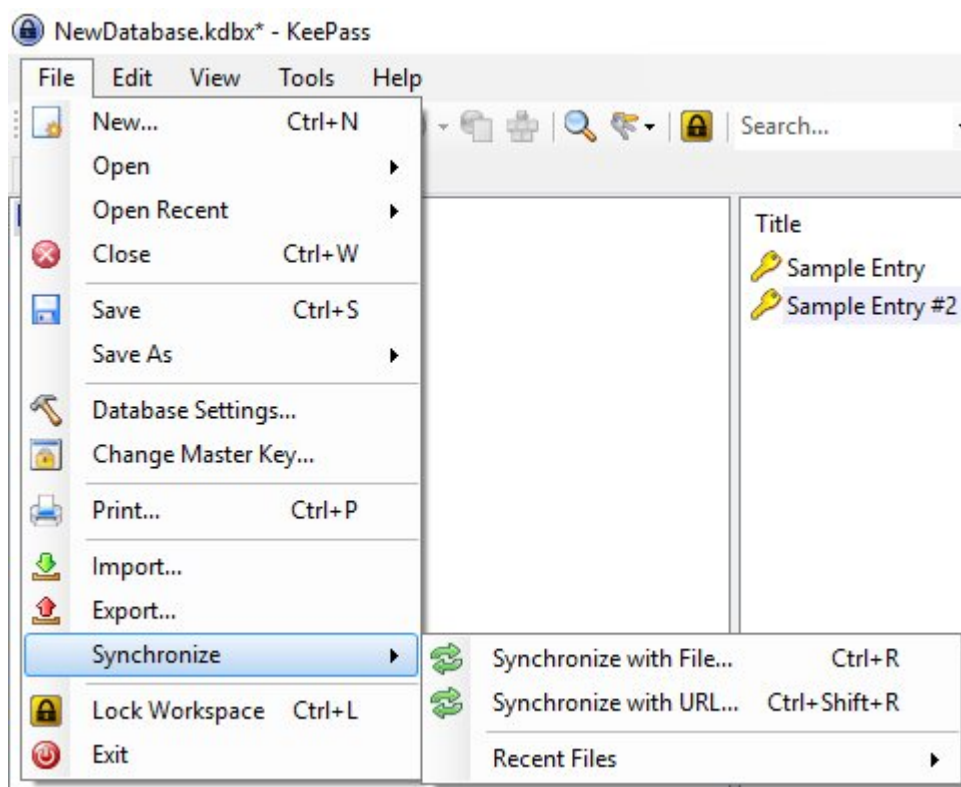 NewDatabase.kdbx* - KeePass
File Edit View Tools Help
New... Ctrl+N
Search...
Open
Open Recent
Title
Close Ctrl+W
Sample Entry
Save Ctrl+S
Sample Entry #2
Save As
Database Settings...
Change Master Key...
Print... Ctrl+P
Import...
Export...
Synchronize
Synchronize with File... Ctrl+R
Lock Workspace Ctrl+L
Synchronize with URL... Ctrl+Shift+R
Exit
Recent Files